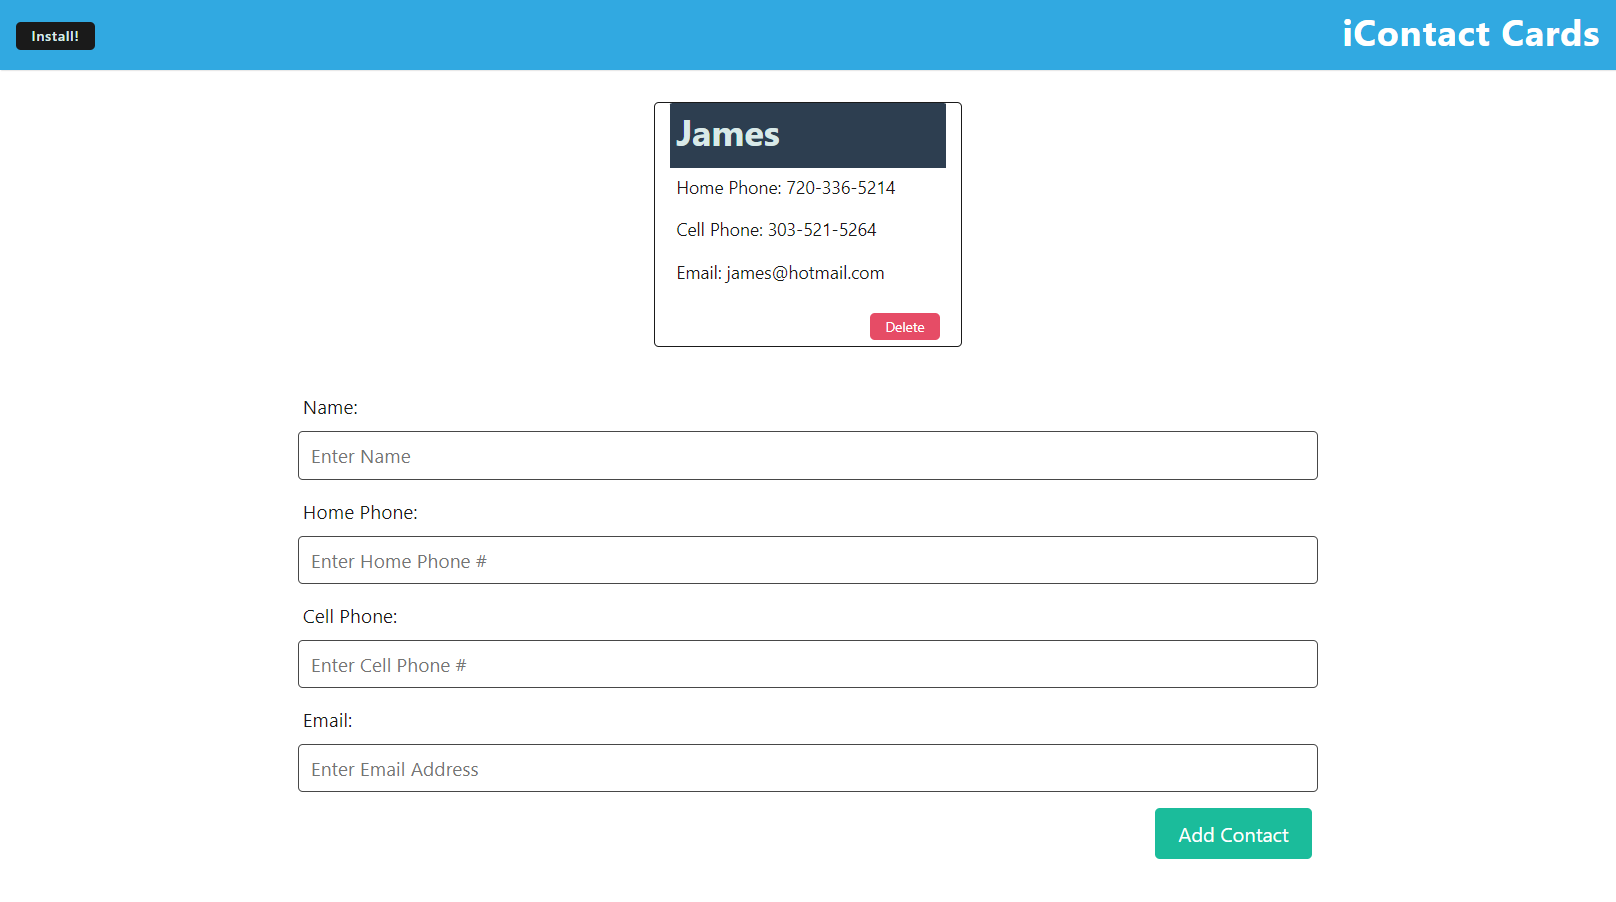 Install!
iContact Cards
James
Home Phone: 720-336-5214
Cell Phone: 303-521-5264
Email: james@hotmail.com
Delete
Name:
Enter Name
Home Phone:
Enter Home Phone #
Cell Phone:
Enter Cell Phone #
Email:
Enter Email Address
Add Contact